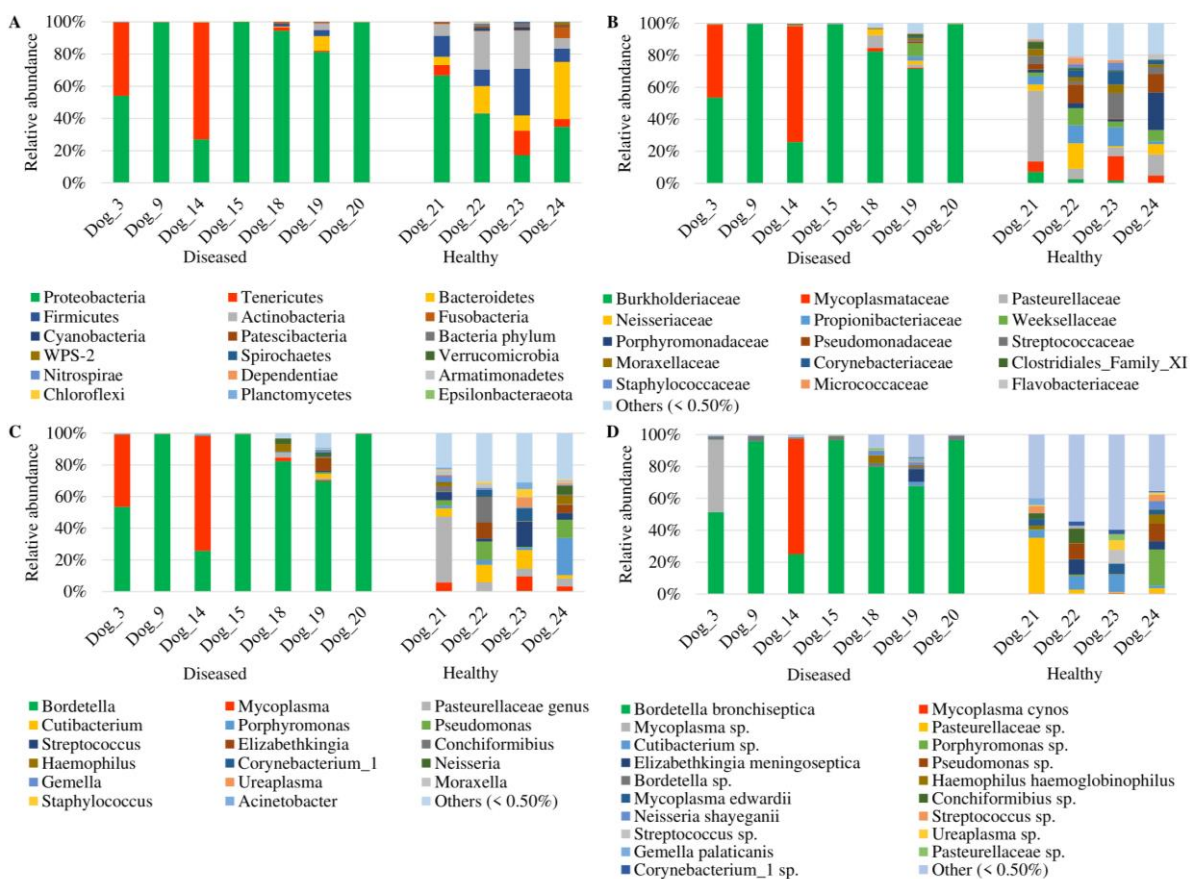 A
B
Relative abundance
100%
80%
60%
40%
20%
0%
Dog_3
Dog_9
Dog_14
Dog_15
Dog_18
Dog_19
Dog_20
Dog_21
Dog_22
Dog_23
Dog_24
Diseased
Healthy
Proteobacteria
Tenericutes
Bacteroidetes
Firmicutes
Actinobacteria
Fusobacteria
Cyanobacteria
Patescibacteria
Bacteria phylum
WPS-2
Spirochaetes
Verrucomicrobia
Nitrospirae
Dependentiae
Armatimonadetes
Chloroflexi
Planctomycetes
Epsilonbacteraeota
Relative abundance
100%
80%
60%
40%
20%
0%
Dog_3
Dog_9
Dog_14
Dog_15
Dog_18
Dog_19
Dog_20
Dog_21
Dog_22
Dog_23
Dog_24
Diseased
Healthy
Burkholderiaceae
Mycoplasmataceae
Pasteurellaceae
Neisseriaceae
Propionibacteriaceae
Weeksellaceae
Porphyromonadaceae
Pseudomonadaceae
Streptococcaceae
Moraxellaceae
Corynebacteriaceae
Clostridiales_Family_XI
Staphylococcaceae
Micrococcaceae
Flavobacteriaceae
Others (< 0.50%)
C
Relative abundance
100%
80%
60%
40%
20%
0%
Dog_3
Dog_9
Dog_14
Dog_15
Dog_18
Dog_19
Dog_20
Dog_21
Dog_22
Dog_23
Dog_24
Diseased
Healthy
Bordetella
Mycoplasma
Pasteurellaceae genus
Cutibacterium
Porphyromonas
Pseudomonas
Streptococcus
Elizabethkingia
Conchiformibius
Haemophilus
Corynebacterium_1
Neisseria
Gemella
Ureaplasma
Moraxella
Staphylococcus
Acinetobacter
Others (< 0.50%)
D
Relative abundance
100%
80%
60%
40%
20%
0%
Dog_3
Dog_9
Dog_14
Dog_15
Dog_18
Dog_19
Dog_20
Dog_21
Dog_22
Dog_23
Dog_24
Diseased
Healthy
Bordetella bronchiseptica
Mycoplasma cynos
Mycoplasma sp.
Pasteurellaceae sp.
Cutibacterium sp.
Porphyromonas sp.
Elizabethkingia meningoseptica
Pseudomonas sp.
Bordetella sp.
Haemophilus haemoglobinophilus
Mycoplasma edwardii
Conchiformibius sp.
Neisseria shayeganii
Streptococcus sp.
Streptococcus sp.
Ureaplasma sp.
Gemella palaticanis
Pasteurellaceae sp.
Corynebacterium_1 sp.
Other (< 0.50%)